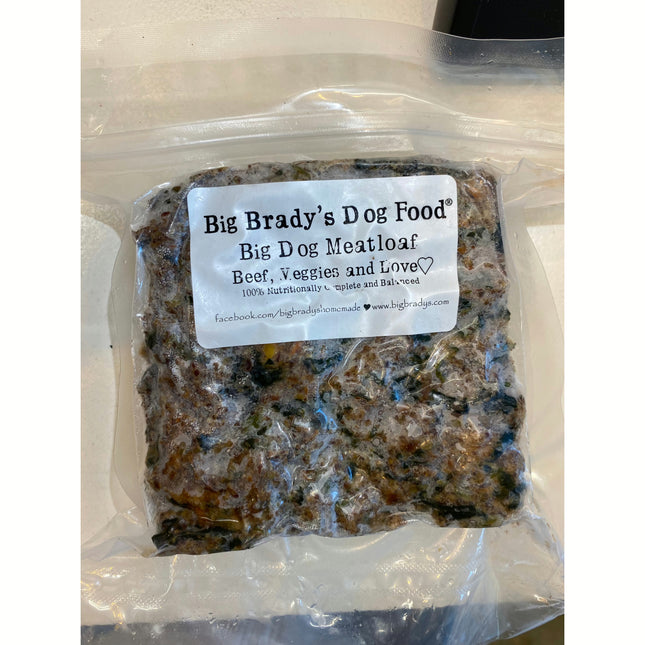 Big Brady's Dog Food®
Big Dog Meatloaf
Beef, Veggies and Love♡
100% Nutritionally Complete and Balanced
facebook.com/bigbradyshomemade ♥ www.bigbradys.com